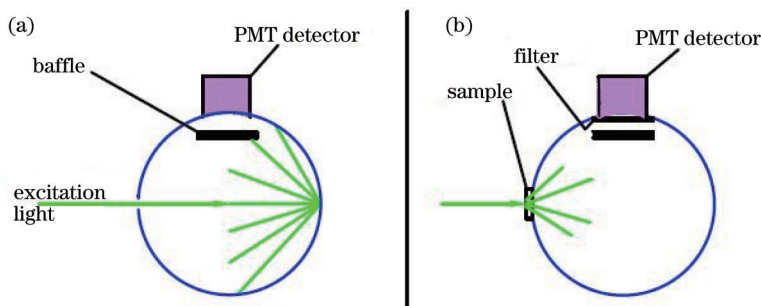 (a)
PMT detector
baffle
excitation
light
(b)
PMT detector
filter
sample